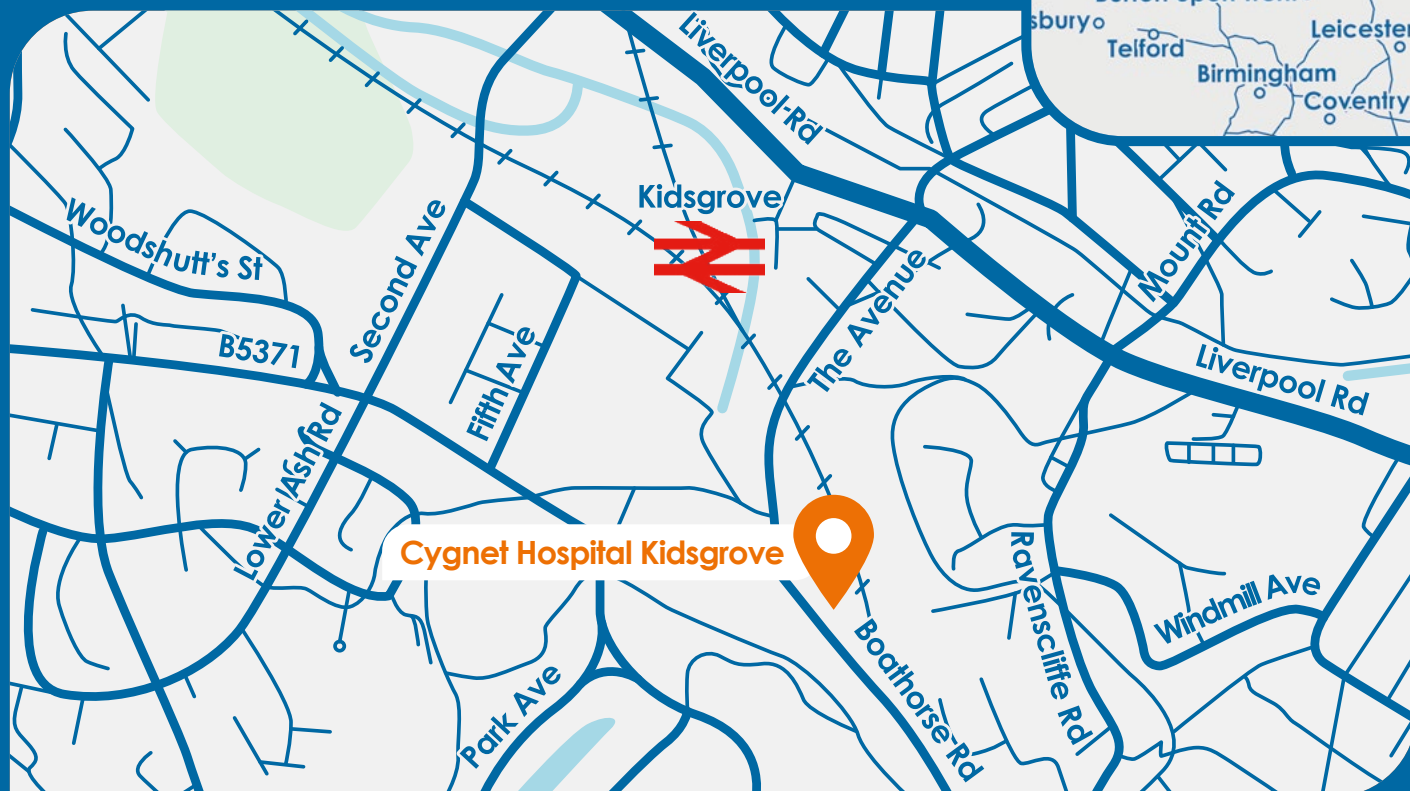 Telford
Leicester
Birmingham
Coventry
Liverpool Rd
Kidsgrove
Mount Rd
Woodshutt's St
Second Ave
The Avenue
B5371
Fifth Ave
Liverpool Rd
Lower Ash Rd
Cygnet Hospital Kidsgrove
Ravenscliffe Rd
Windmill Ave
Boathorse Rd
Park Ave